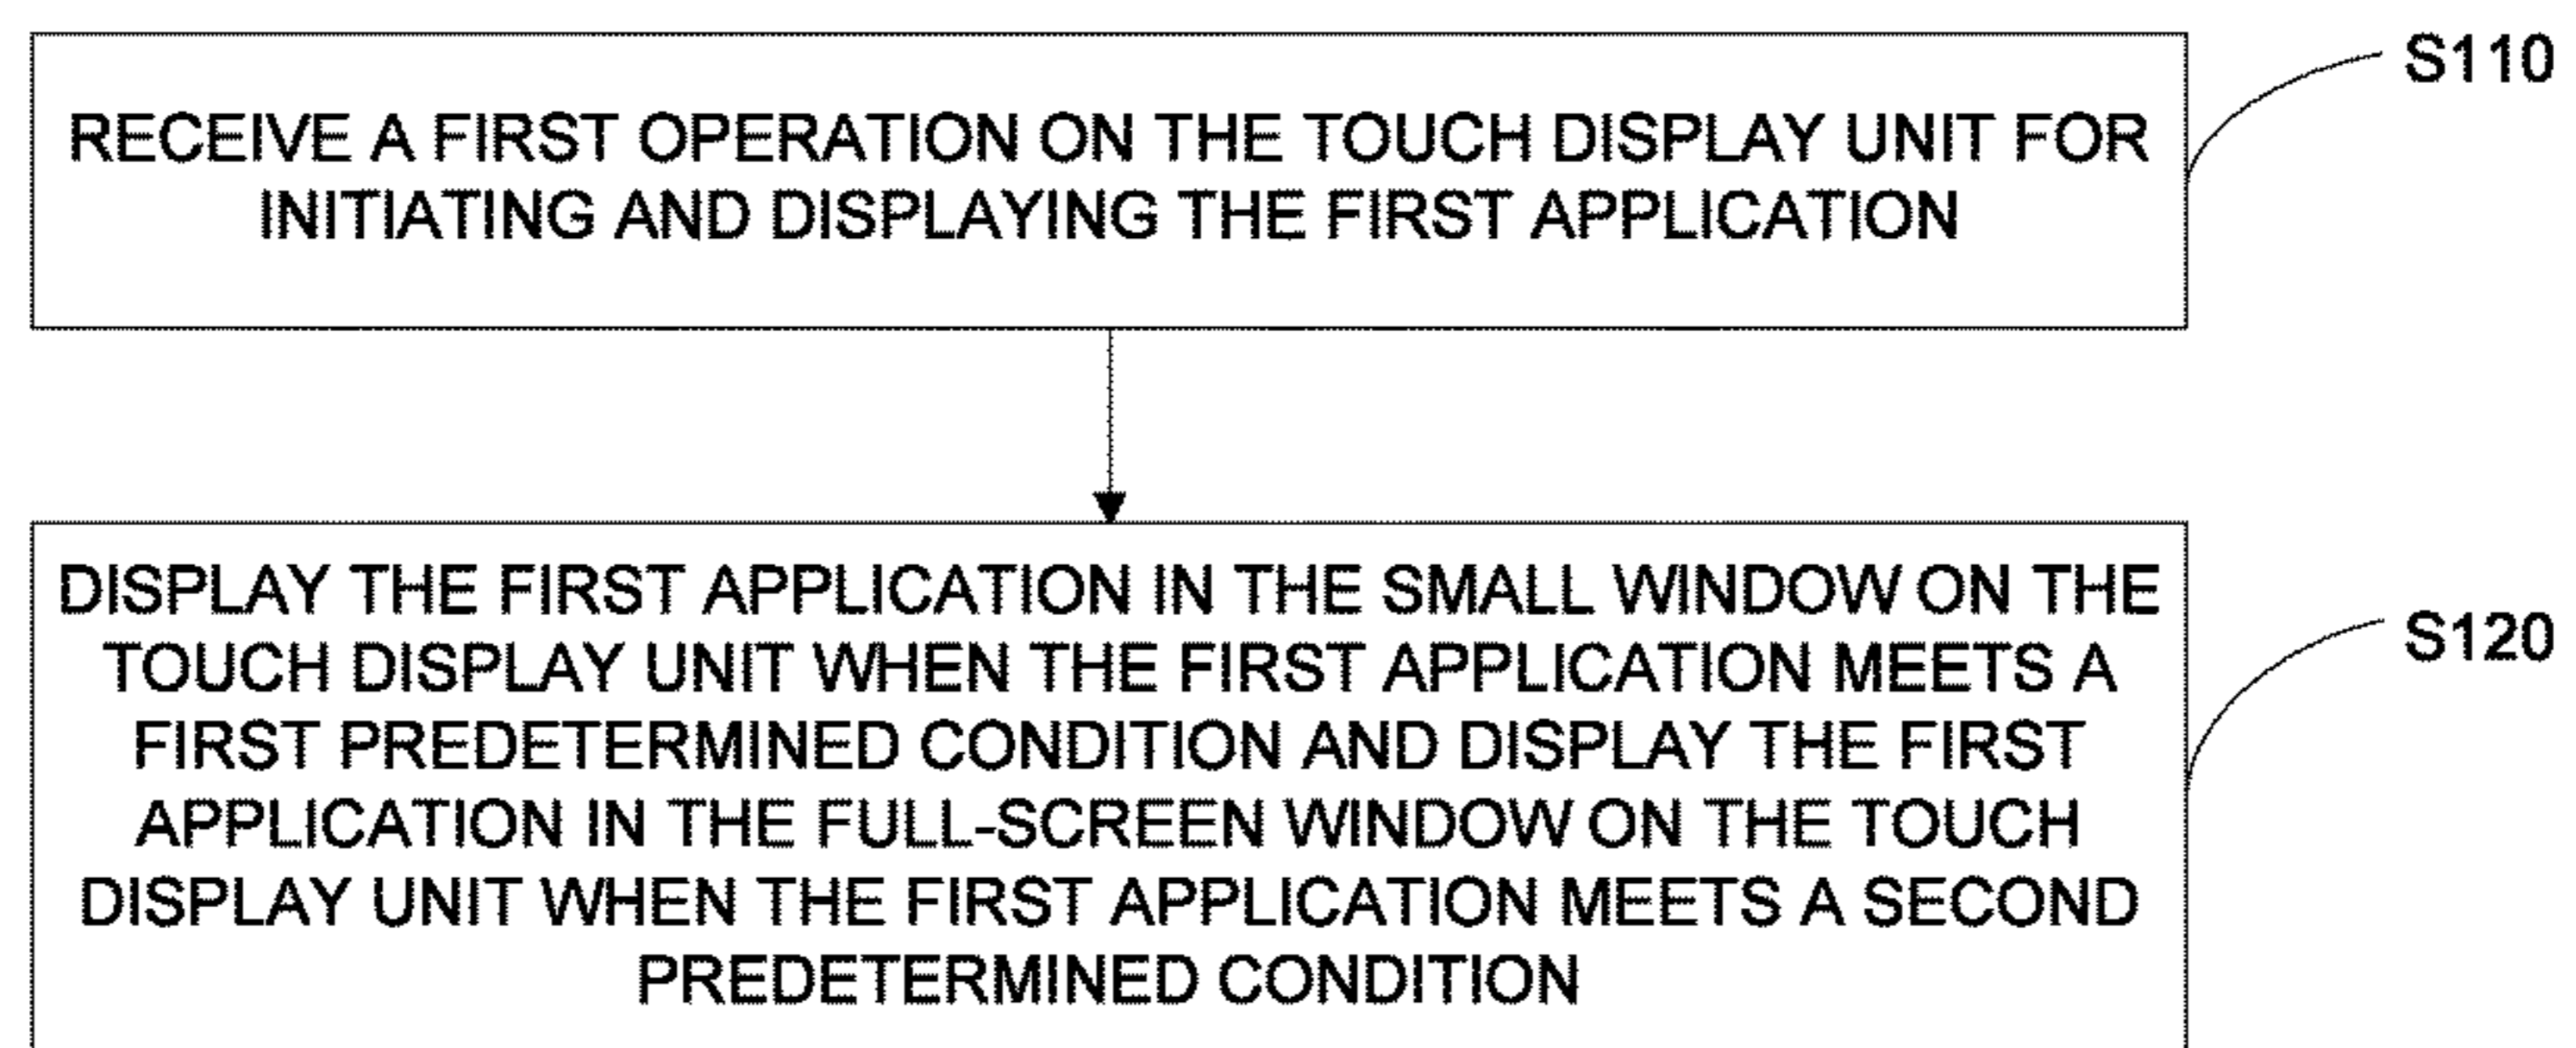 S110
RECEIVE A FIRST OPERATION ON THE TOUCH DISPLAY UNIT FOR
INITIATING AND DISPLAYING THE FIRST APPLICATION
DISPLAY THE FIRST APPLICATION IN THE SMALL WINDOW ON THE
TOUCH DISPLAY UNIT WHEN THE FIRST APPLICATION MEETS A
FIRST PREDETERMINED CONDITION AND DISPLAY THE FIRST
APPLICATION IN THE FULL-SCREEN WINDOW ON THE TOUCH
DISPLAY UNIT WHEN THE FIRST APPLICATION MEETS A SECOND
PREDETERMINED CONDITION
S120